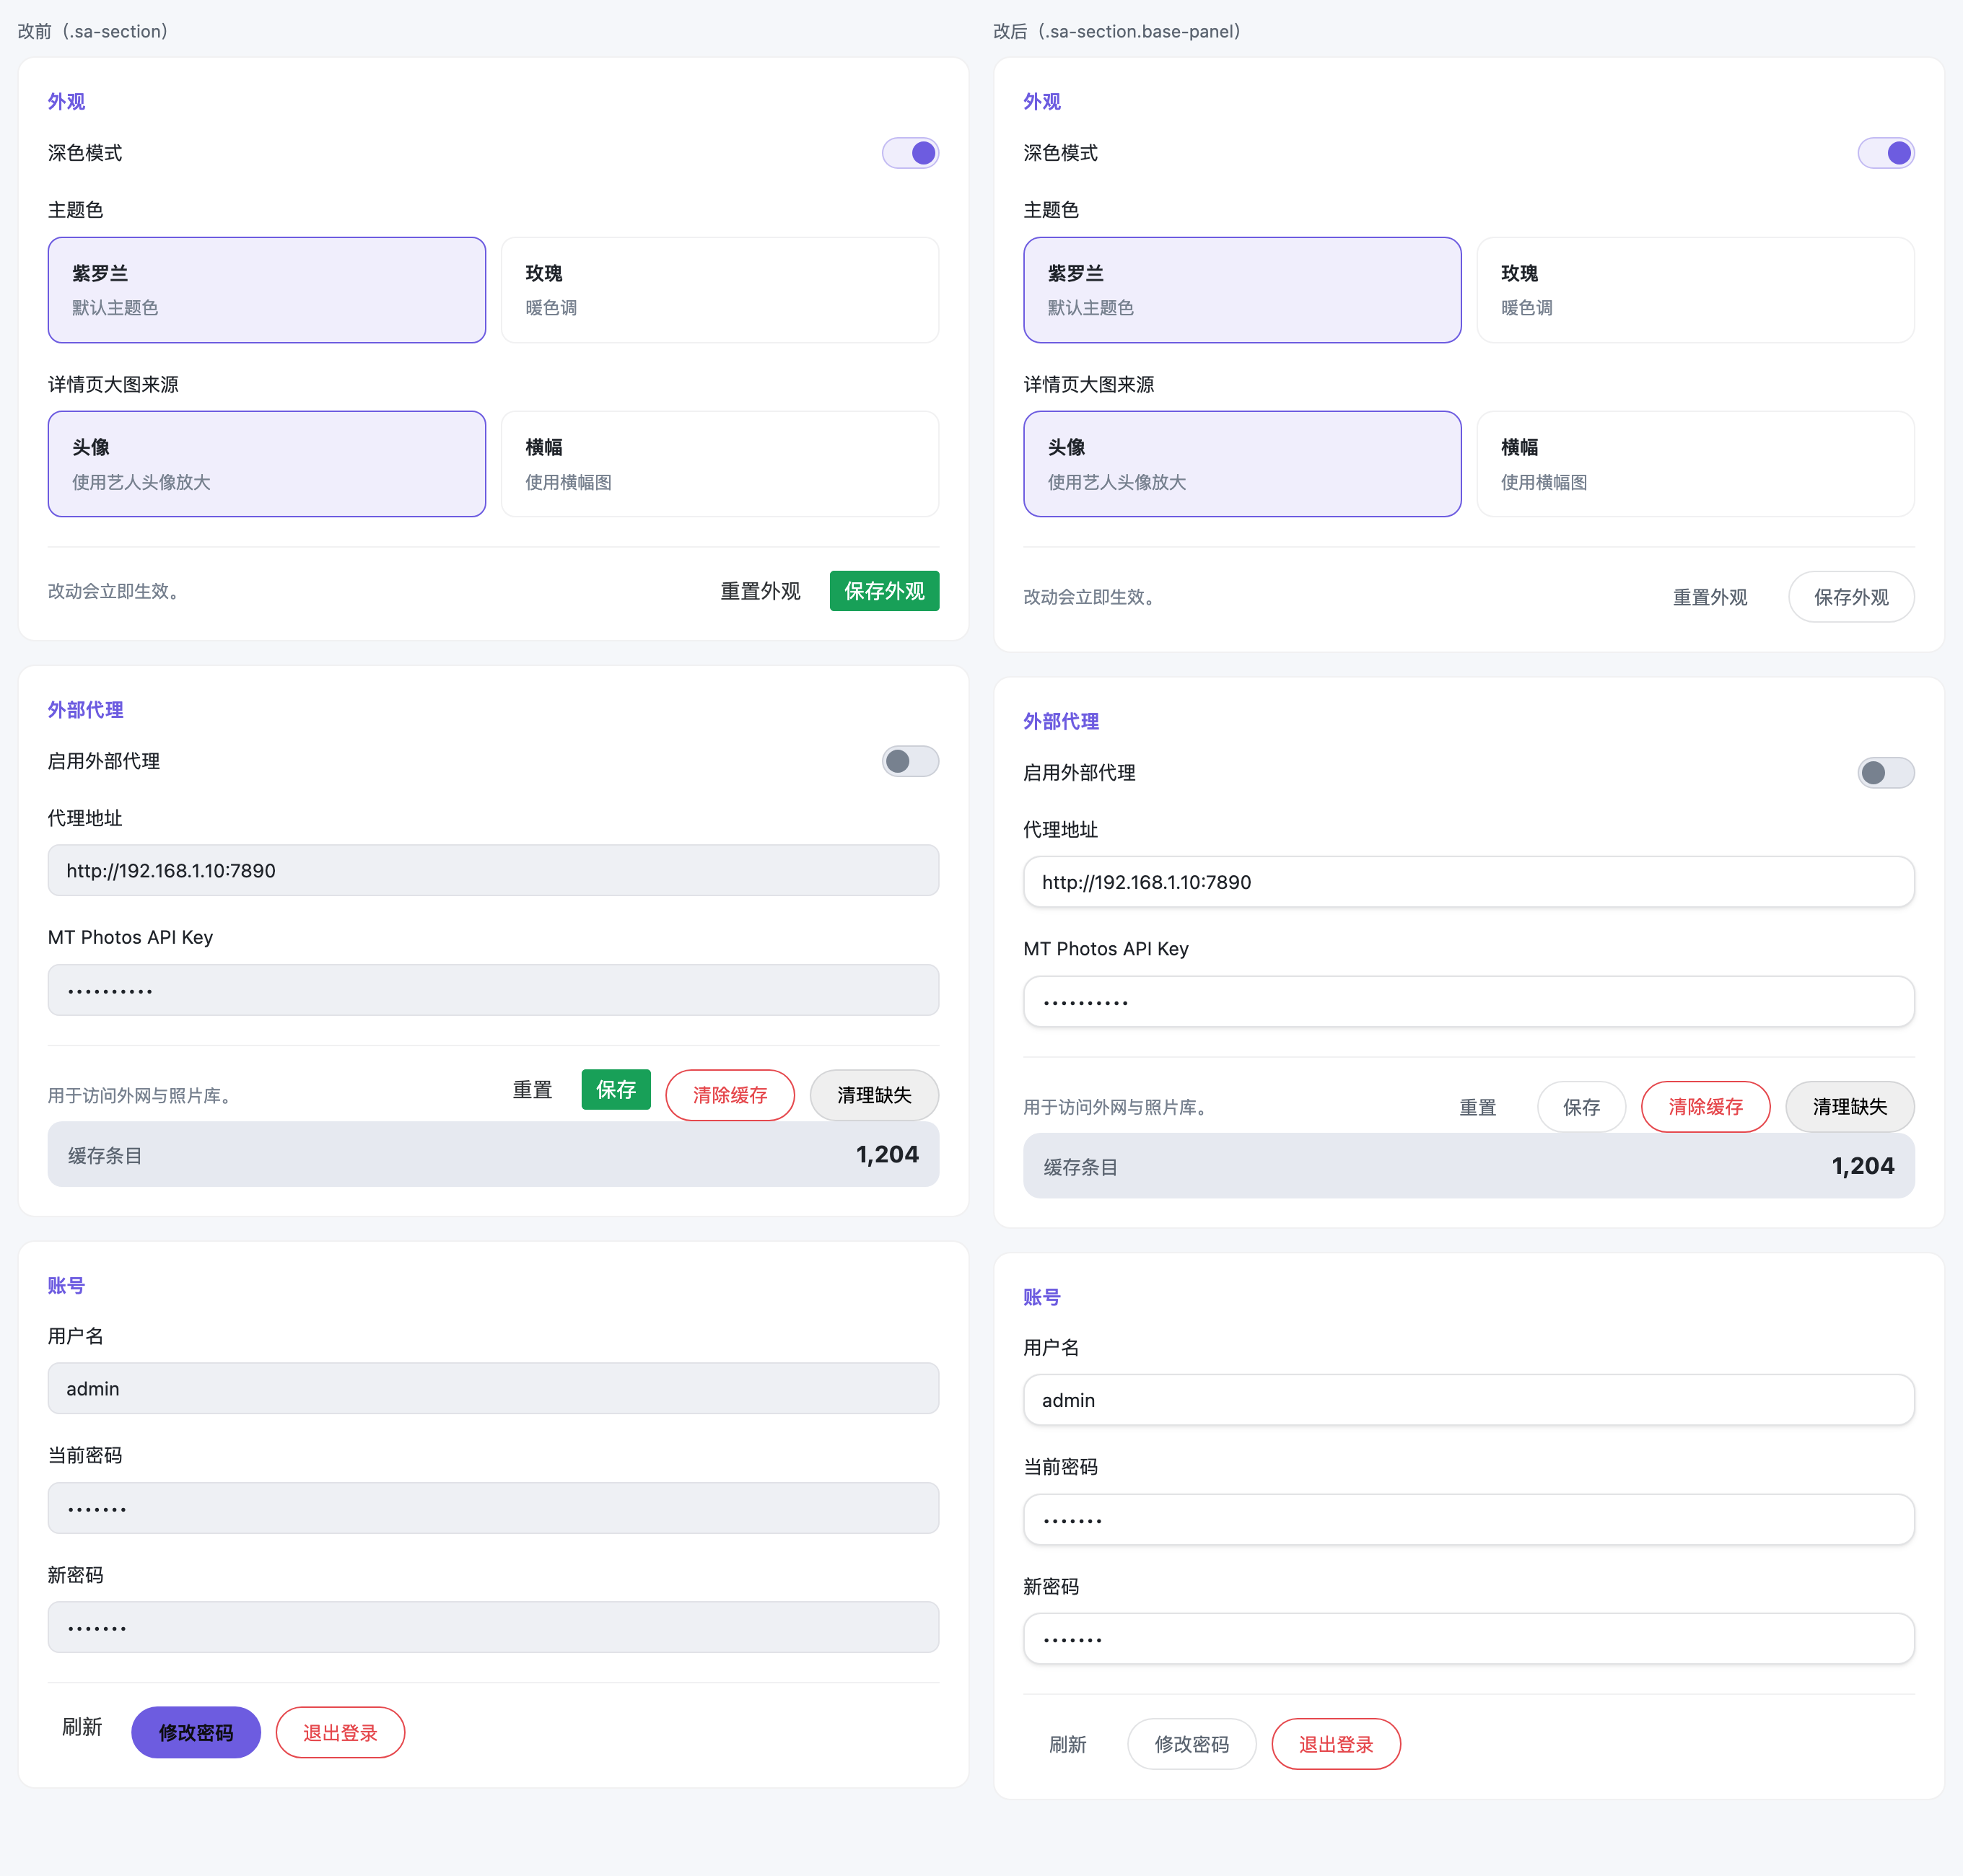 改前（.sa-section）
外观
深色模式
主题色
紫罗兰
默认主题色
玫瑰
暖色调
详情页大图来源
头像
使用艺人头像放大
横幅
使用横幅图
改动会立即生效。
重置外观
保存外观
外部代理
启用外部代理
代理地址
http://192.168.1.10:7890
MT Photos API Key
••••••••••
用于访问外网与照片库。
重置
保存
清除缓存
清理缺失
缓存条目
1,204
账号
用户名
admin
当前密码
•••••••
新密码
•••••••
刷新
修改密码
退出登录
改后（.sa-section.base-panel）
外观
深色模式
主题色
紫罗兰
默认主题色
玫瑰
暖色调
详情页大图来源
头像
使用艺人头像放大
横幅
使用横幅图
改动会立即生效。
重置外观
保存外观
外部代理
启用外部代理
代理地址
http://192.168.1.10:7890
MT Photos API Key
••••••••••
用于访问外网与照片库。
重置
保存
清除缓存
清理缺失
缓存条目
1,204
账号
用户名
admin
当前密码
•••••••
新密码
•••••••
刷新
修改密码
退出登录